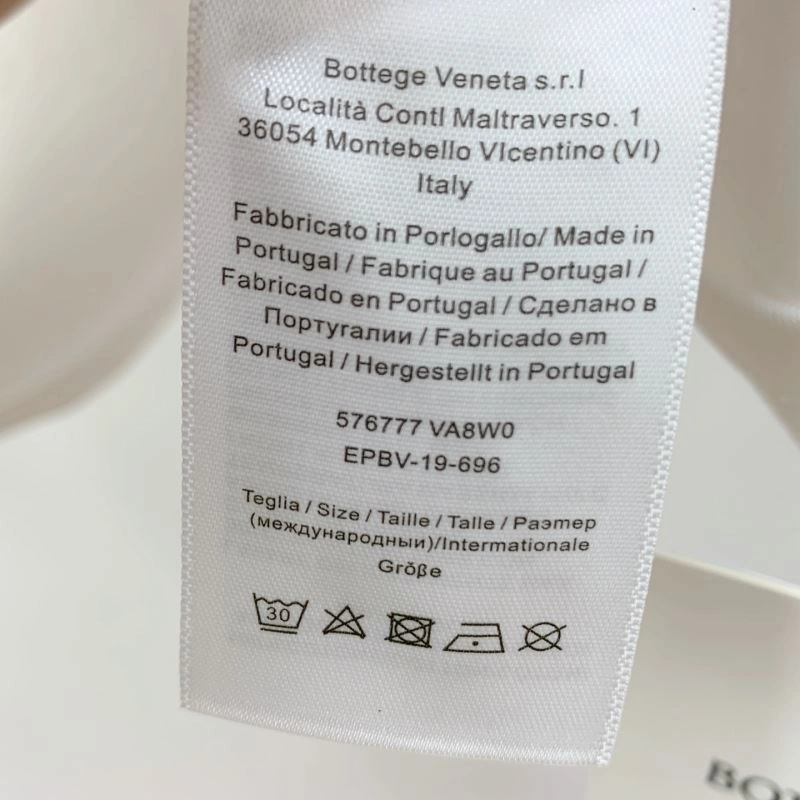 Bottege Veneta s.r.l
Località Contl Maltraverso. 1
36054 Montebello VIcentino (VI)
Italy
Fabbricato in Porlogallo/ Made in
Portugal / Fabrique au Portugal /
Fabricado en Portugal / Сделано в
Португалии / Fabricado em
Portugal / Hergestellt in Portugal
576777 VA8W0
EPBV-19-696
Teglia / Size / Taille / Talle / Размер
(международный)/Internationale
Größe
30